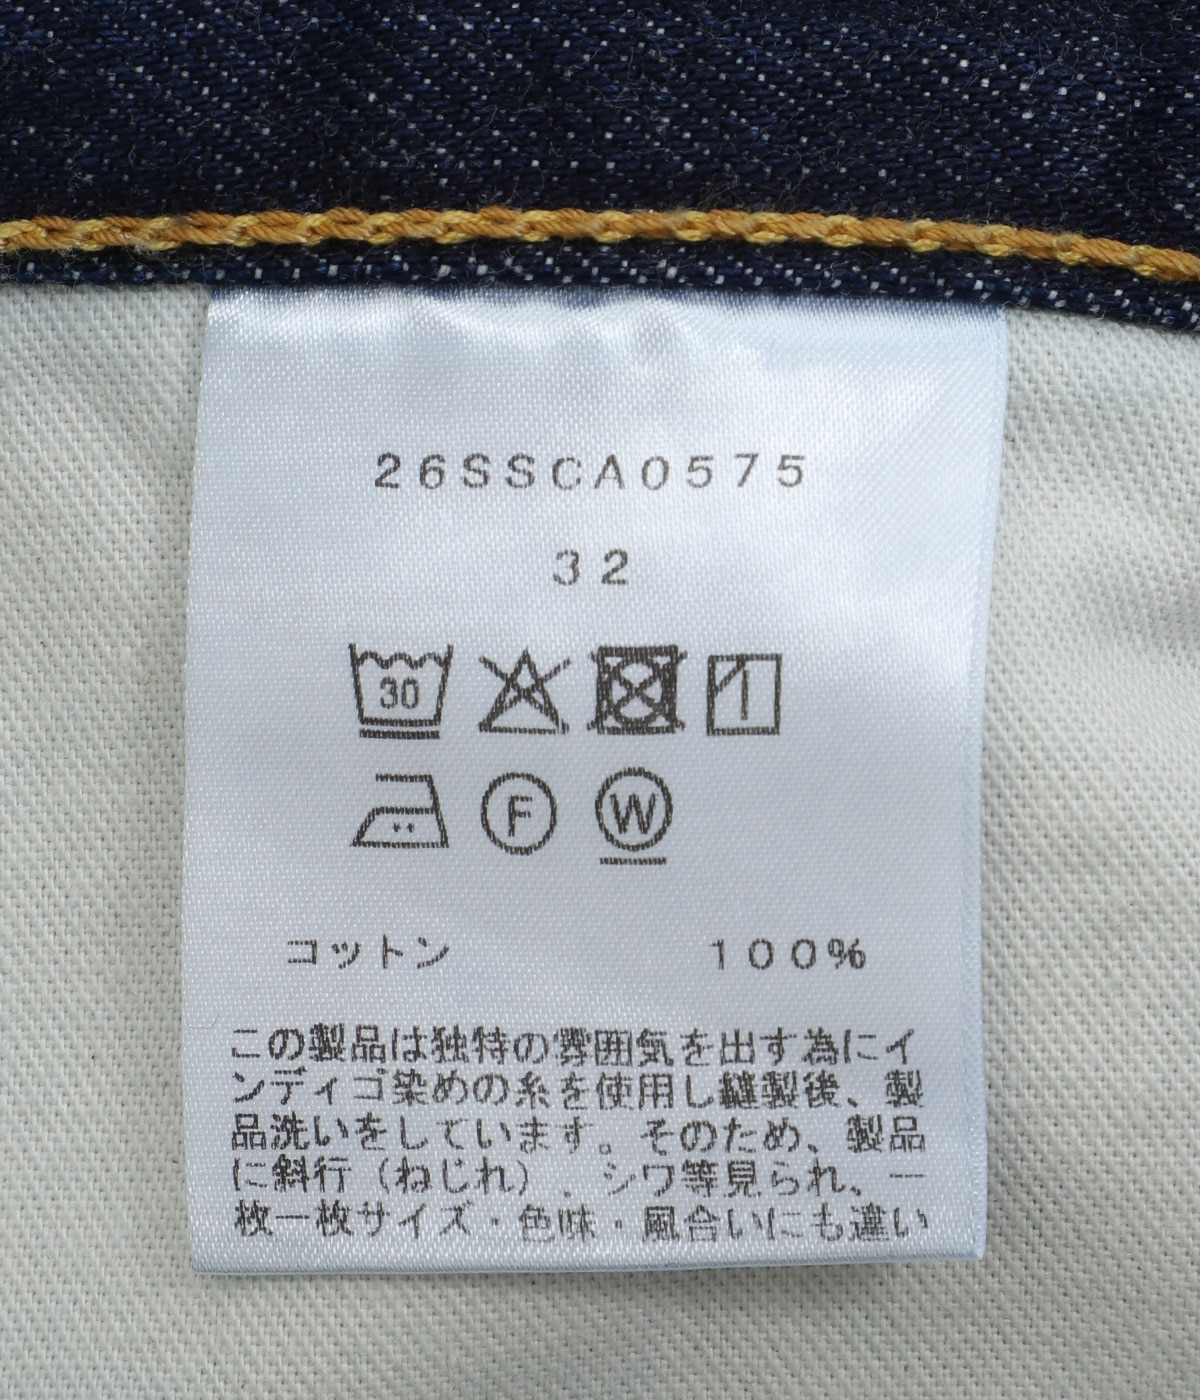 26SSCA0575
32
30
F W
コットン 100%
この製品は独特の雰囲気を出す為にイ
ンディゴ染めの糸を使用し縫製後、製
品洗いをしています。そのため、製品
に斜行（ねじれ）、シワ等見られ、一
枚一枚サイズ・色味・風合いにも違い